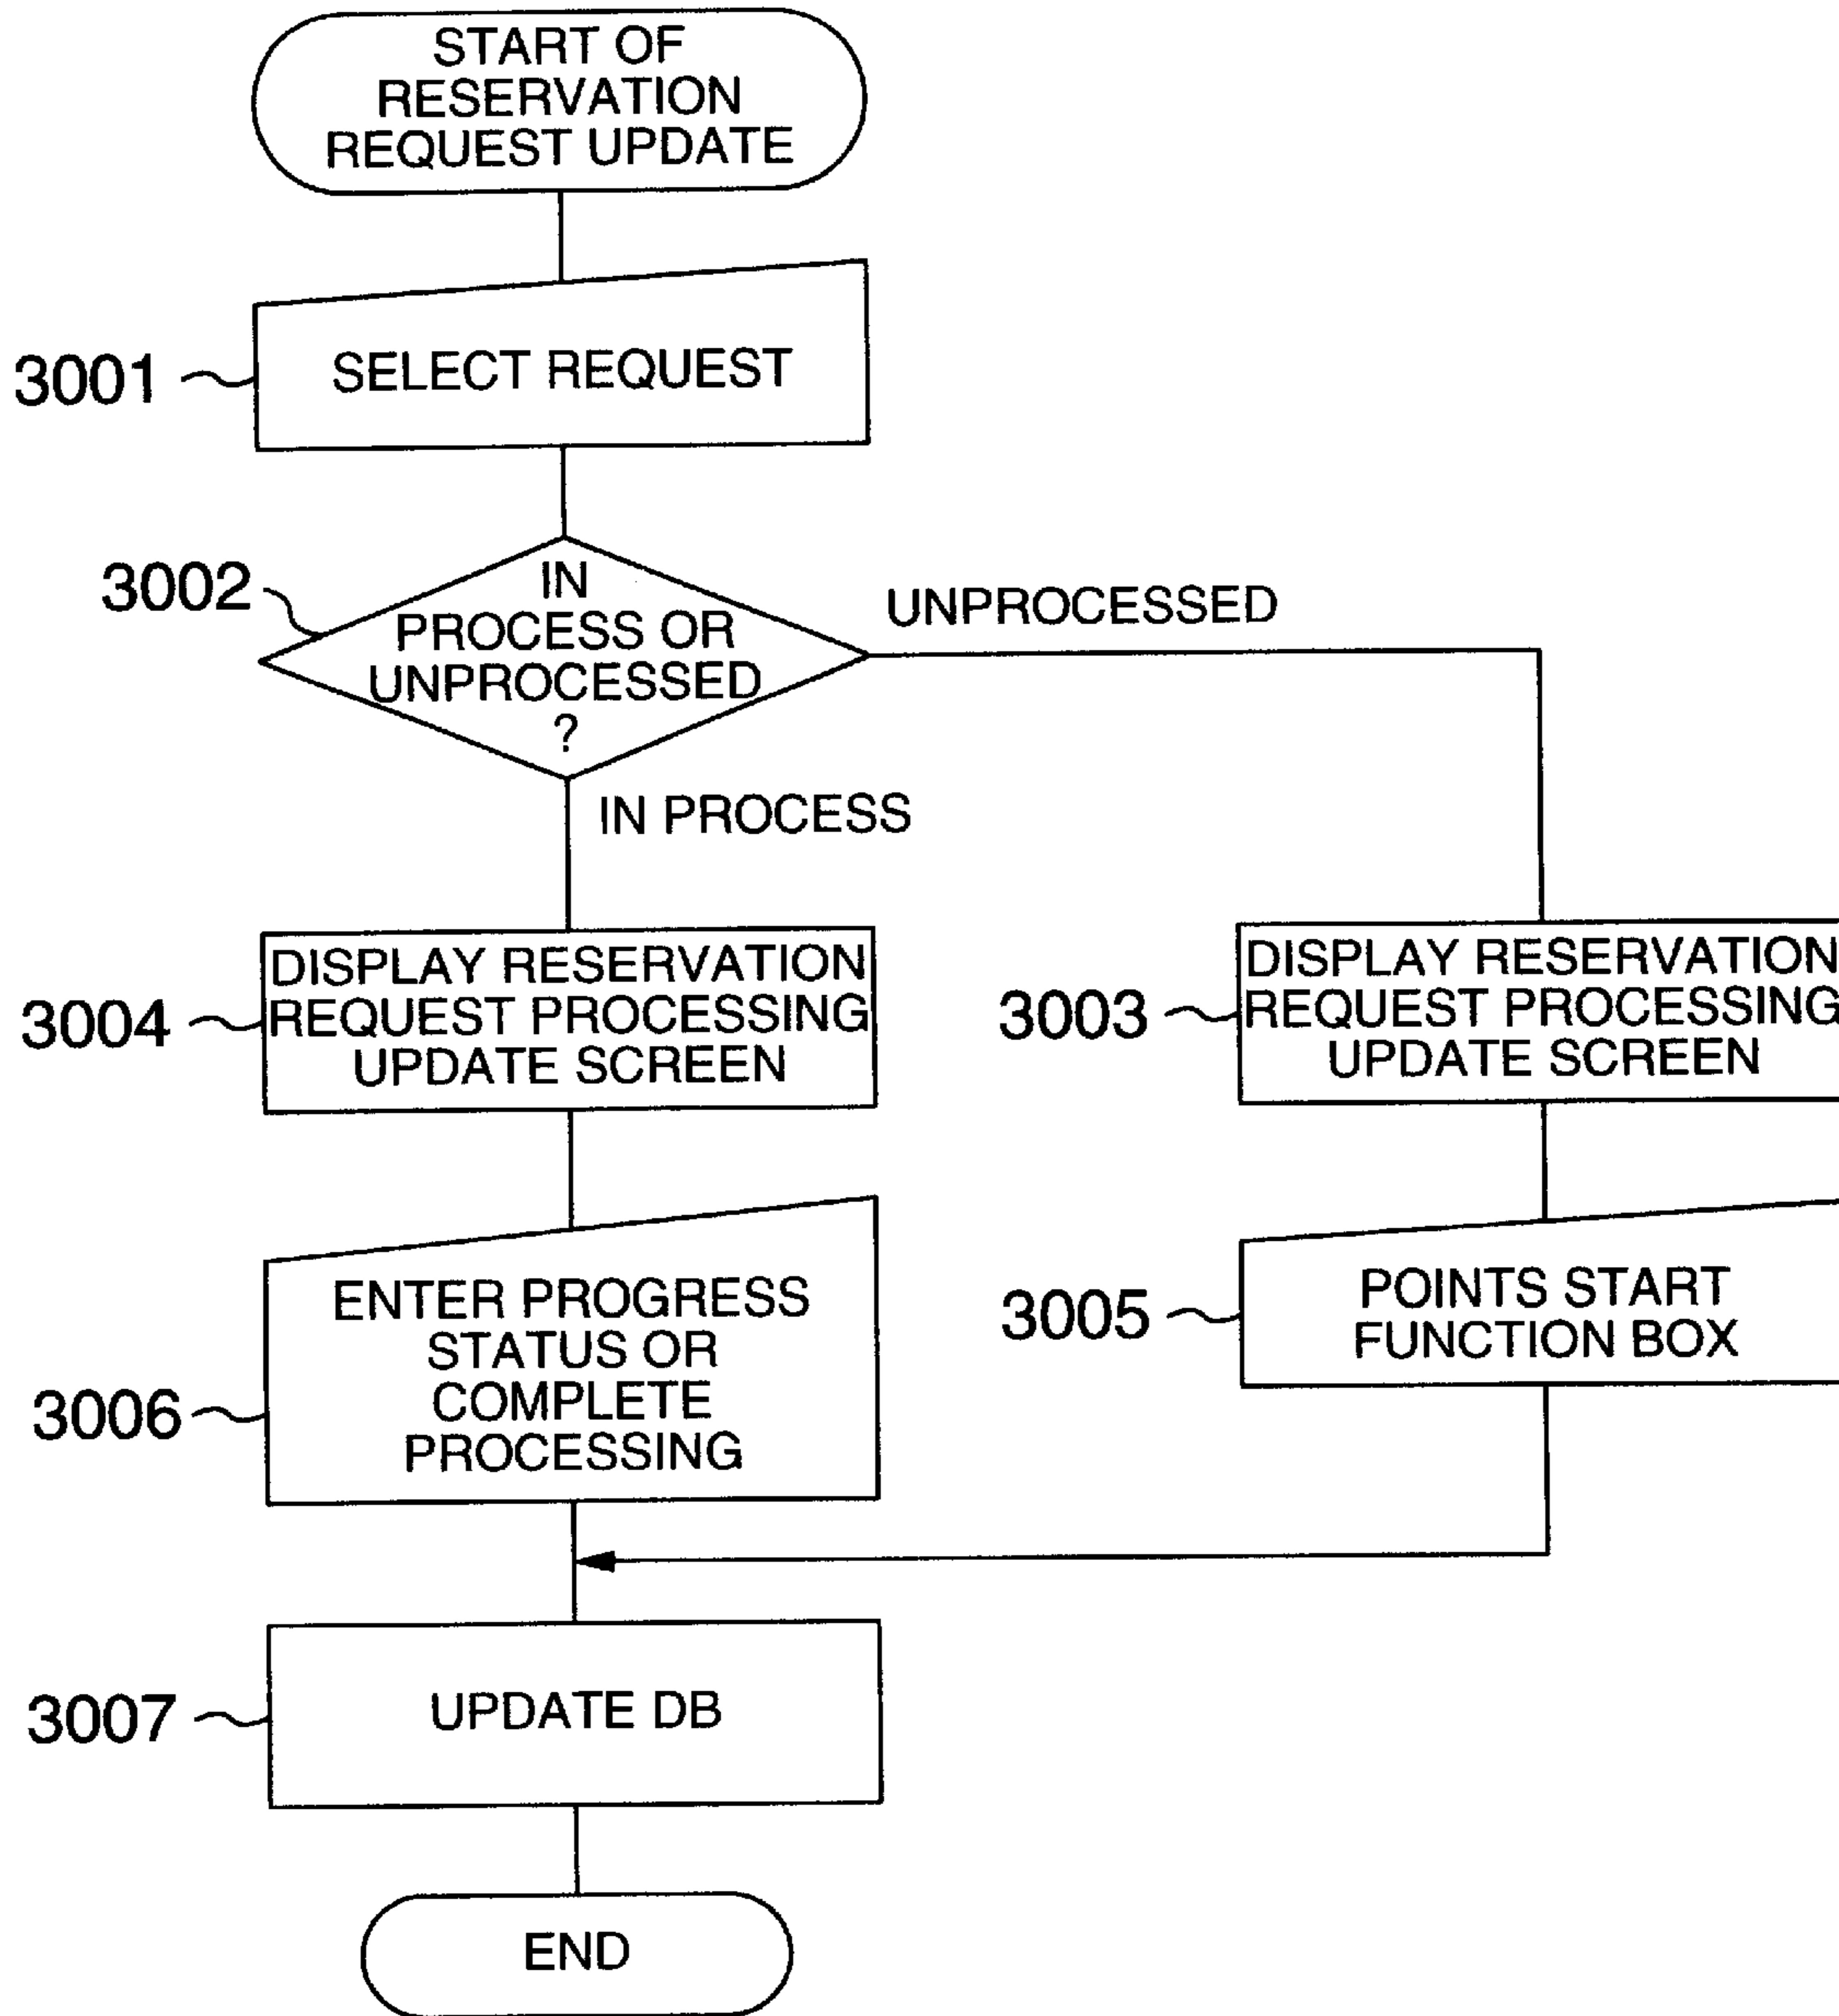 START OF
RESERVATION
REQUEST UPDATE
3001
SELECT REQUEST
3002
IN
PROCESS OR
UNPROCESSED
?
UNPROCESSED
IN PROCESS
3004
DISPLAY RESERVATION
REQUEST PROCESSING
UPDATE SCREEN
3003
DISPLAY RESERVATION
REQUEST PROCESSING
UPDATE SCREEN
3006
ENTER PROGRESS
STATUS OR
COMPLETE
PROCESSING
3005
POINTS START
FUNCTION BOX
3007
UPDATE DB
END